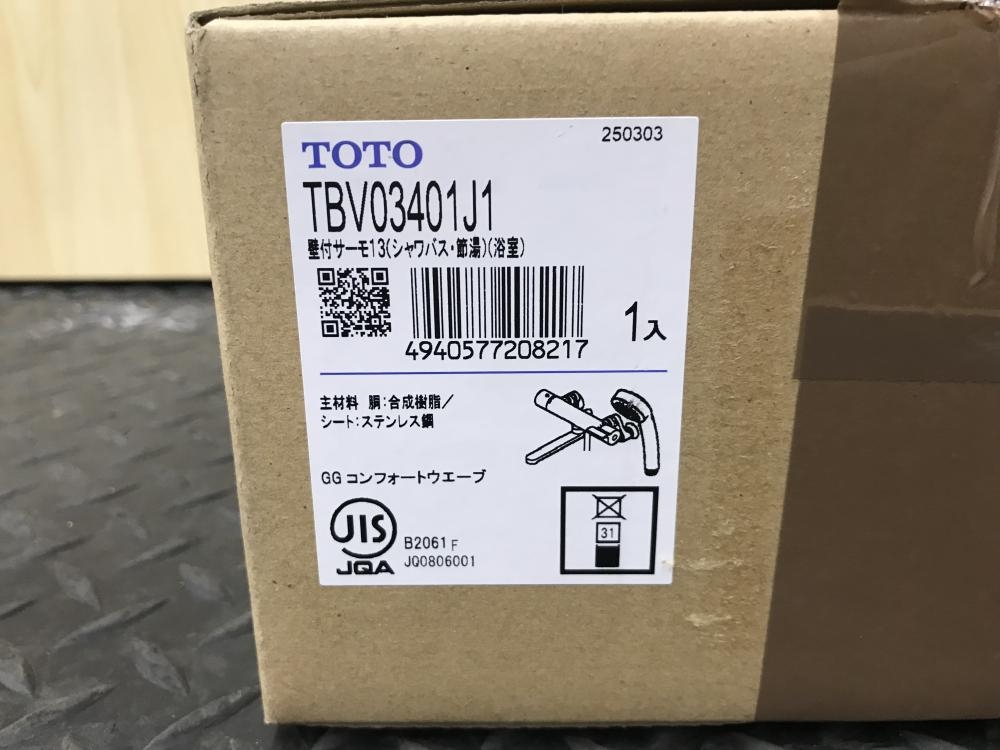 250303
TOTO
TBV03401J1
壁付サーモ13(シャワバス・節湯)(浴室)
4940577208217
1入
主材料 胴:合成樹脂/
シート:ステンレス鋼
GG コンフォートウエーブ
JIS
JQA
B2061 F
JQ0806001
31